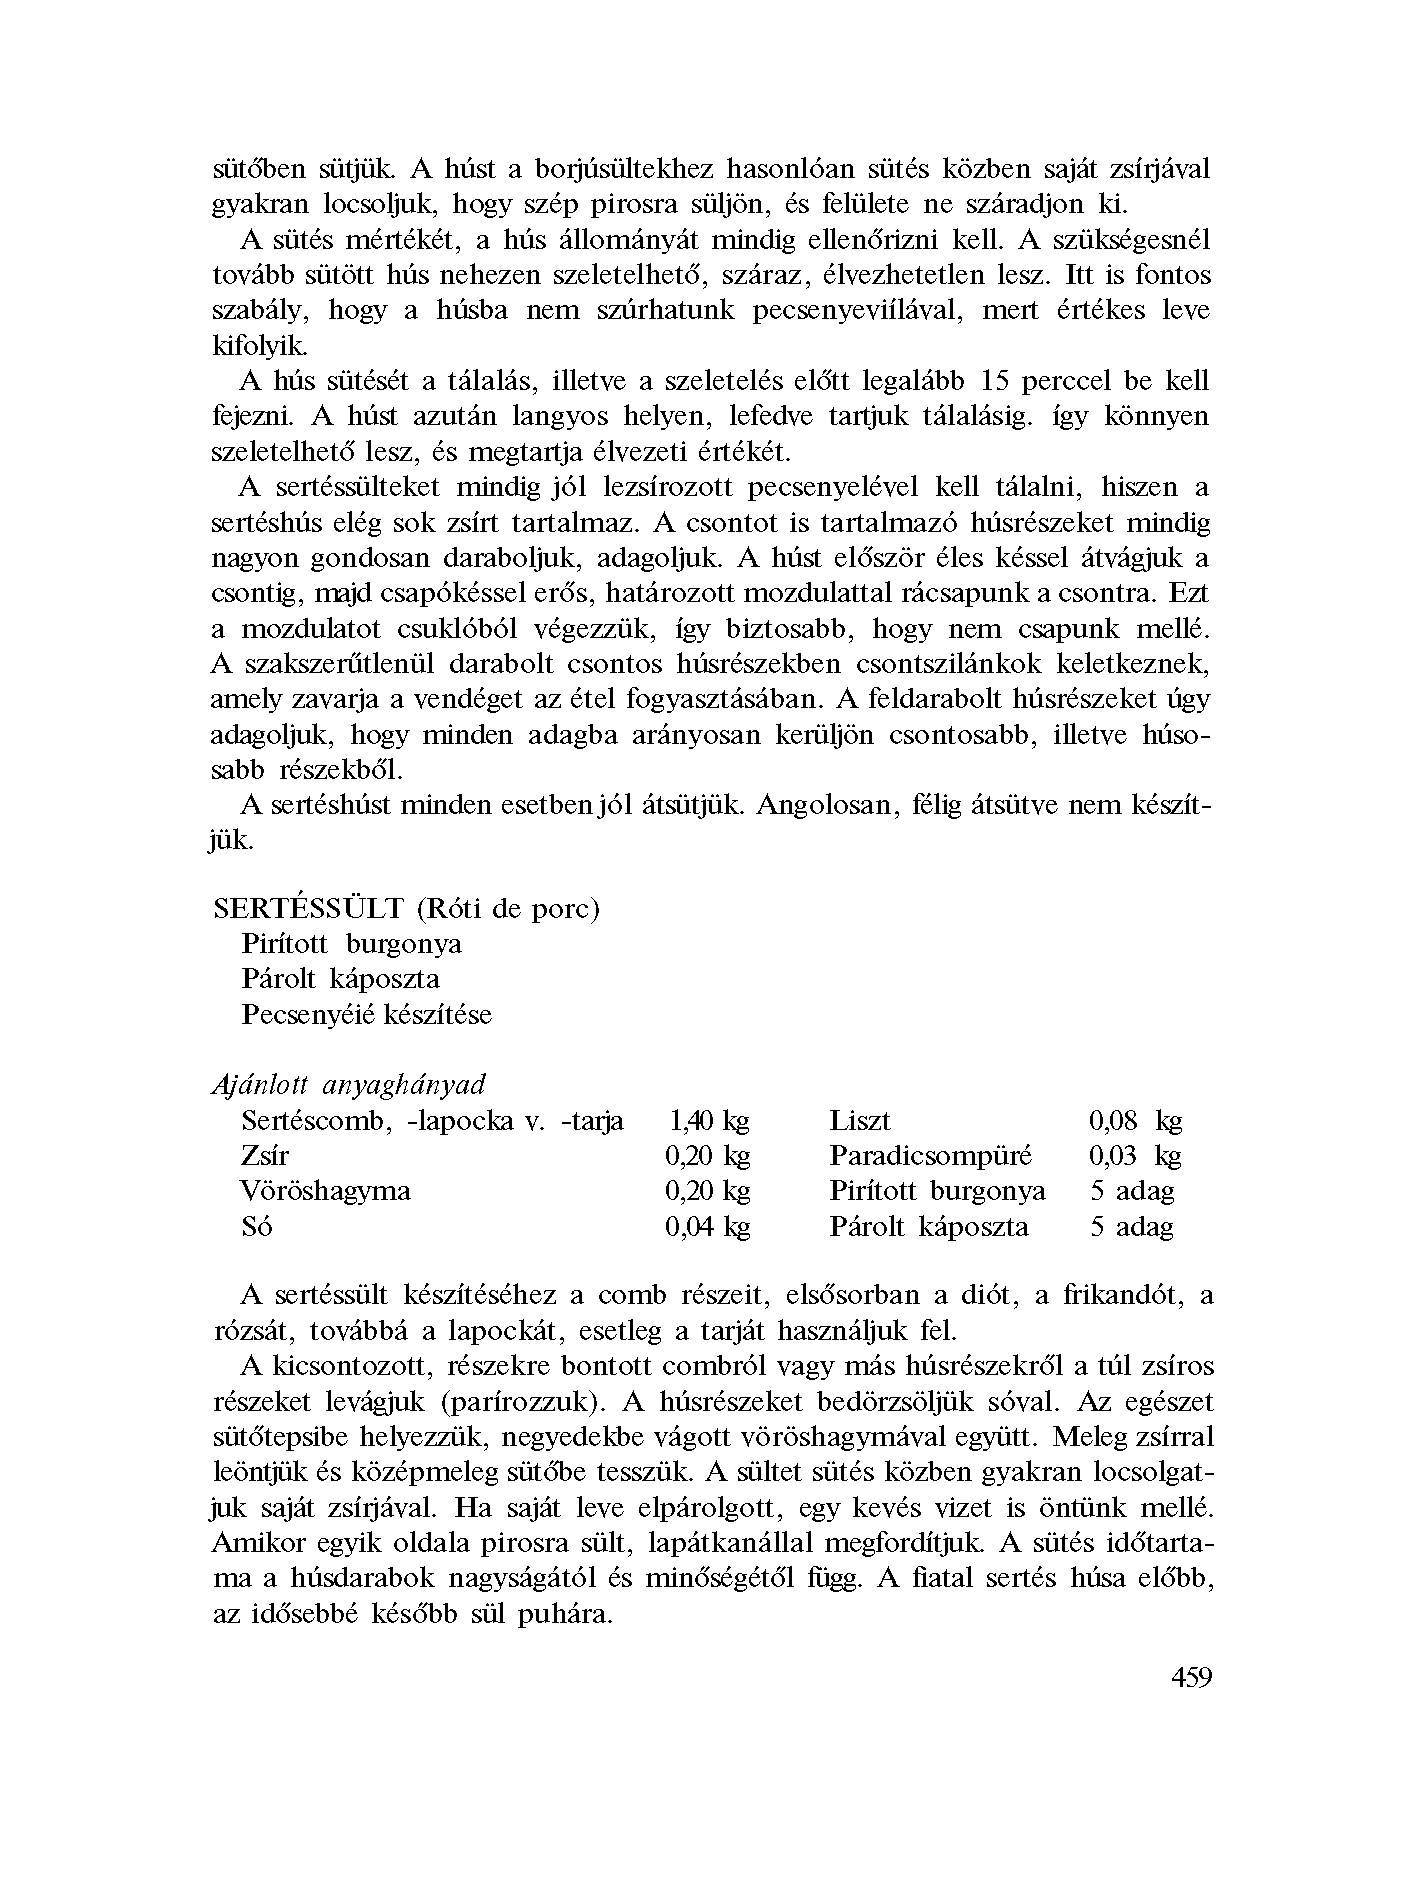 sütőben sütjük. A húst a borjúsültekhez hasonlóan sütés közben saját zsírjával
gyakran locsoljuk, hogy szép pirosra süljön, és felülete ne száradjon ki.
A sütés mértékét, a hús állományát mindig ellenőrizni kell. A szükségesnél
tovább sütött hús nehezen szeletelhető, száraz, élvezhetetlen lesz. Itt is fontos
szabály, hogy a húsba nem szúrhatunk pecsenyeviílával, mert értékes leve
kifolyik.
A hús sütését a tálalás, illetve a szeletelés előtt legalább 15 perccel be kell
fejezni. A húst azután langyos helyen, lefedve tartjuk tálalásig. így könnyen
szeletelhető lesz, és megtartja élvezeti értékét.
A sertéssülteket mindig jól lezsírozott pecsenyelével kell tálalni, hiszen a
sertéshús elég sok zsírt tartalmaz. A csontot is tartalmazó húsrészeket mindig
nagyon gondosan daraboljuk, adagoljuk. A húst először éles késsel átvágjuk a
csontig, majd csapókéssel erős, határozott mozdulattal rácsapunk a csontra. Ezt
a mozdulatot csuklóból végezzük, így biztosabb, hogy nem csapunk mellé.
A szakszerűtlenül darabolt csontos húsrészekben csontszilánkok keletkeznek,
amely zavarja a vendéget az étel fogyasztásában. A feldarabolt húsrészeket úgy
adagoljuk, hogy minden adagba arányosan kerüljön csontosabb, illetve húso-
sabb részekből.
A sertéshúst minden esetben jól átsütjük. Angolosan, félig átsütve nem készít-
jük.
SERTÉSSÜLT (Róti de porc)
Pirított burgonya
Párolt káposzta
Pecsenyéié készítése
Ajánlott anyaghányad
Sertéscomb, -lapocka v. -tarja 1,40 kg Liszt 0,08 kg
Zsír 0,20 kg Paradicsompüré 0,03 kg
Vöröshagyma 0,20 kg Pirított burgonya 5 adag
Só 0,04 kg Párolt káposzta 5 adag
A sertéssült készítéséhez a comb részeit, elsősorban a diót, a frikandót, a
rózsát, továbbá a lapockát, esetleg a tarját használjuk fel.
A kicsontozott, részekre bontott combról vagy más húsrészekről a túl zsíros
részeket levágjuk (parírozzuk). A húsrészeket bedörzsöljük sóval. Az egészet
sütőtepsibe helyezzük, negyedekbe vágott vöröshagymával együtt. Meleg zsírral
leöntjük és középmeleg sütőbe tesszük. A sültet sütés közben gyakran locsolgat-
juk saját zsírjával. Ha saját leve elpárolgott, egy kevés vizet is öntünk mellé.
Amikor egyik oldala pirosra sült, lapátkanállal megfordítjuk. A sütés időtarta-
ma a húsdarabok nagyságától és minőségétől függ. A fiatal sertés húsa előbb,
az idősebbé később sül puhára.
459